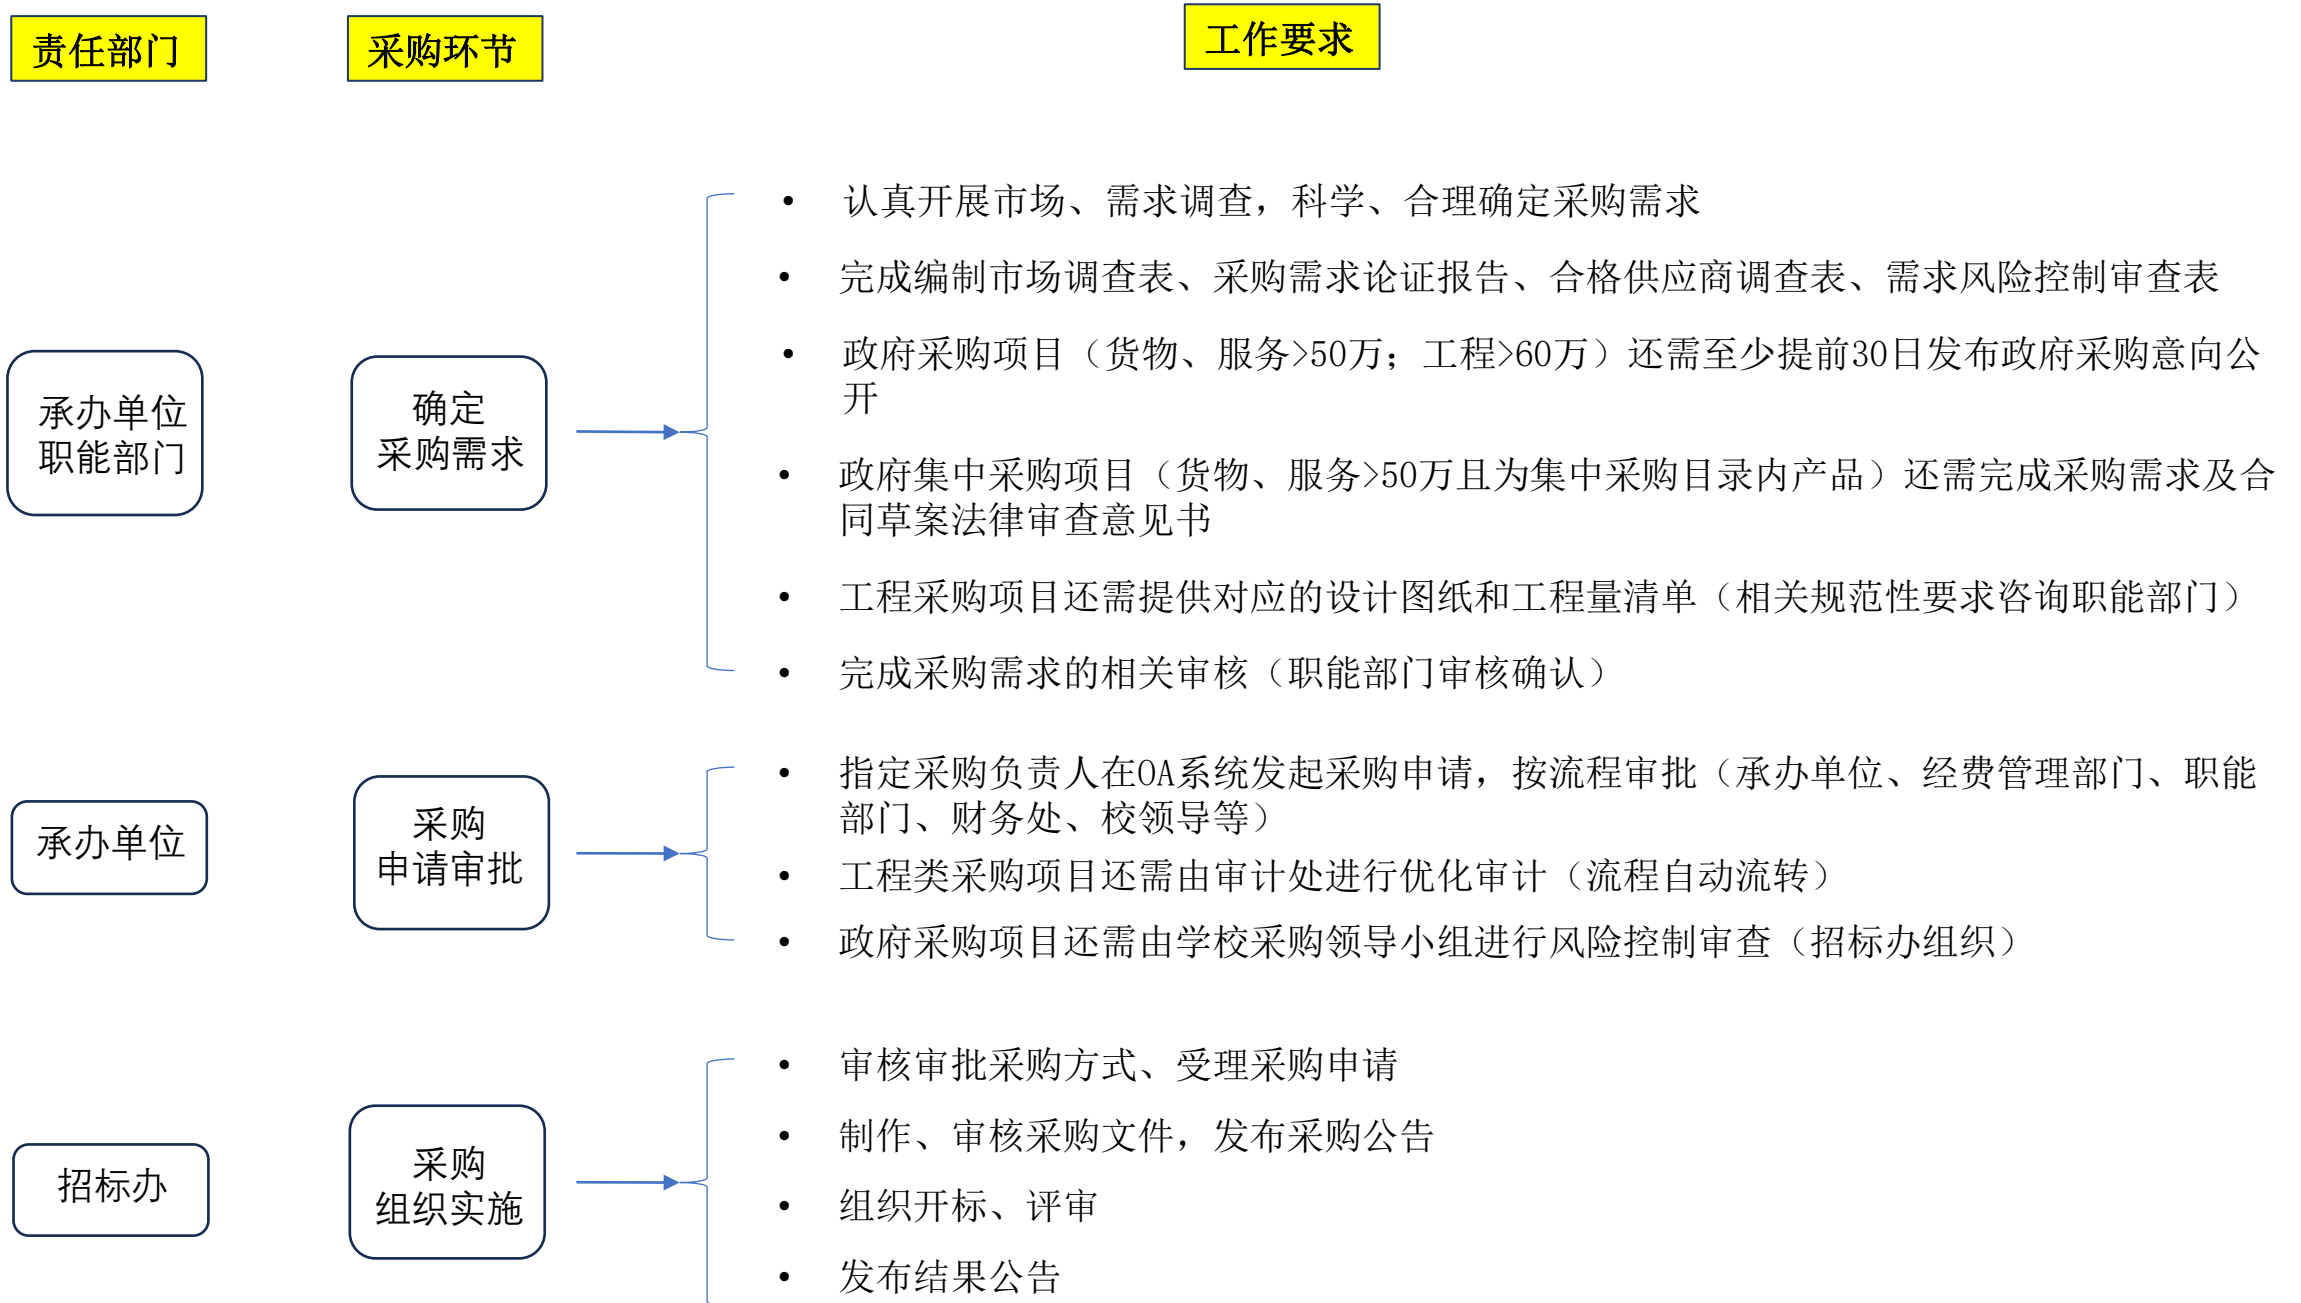 责任部门
采购环节
工作要求
承办单位
职能部门
确定
采购需求
• 认真开展市场、需求调查，科学、合理确定采购需求
• 完成编制市场调查表、采购需求论证报告、合格供应商调查表、需求风险控制审查表
• 政府采购项目（货物、服务>50万；工程>60万）还需至少提前30日发布政府采购意向公
开
• 政府集中采购项目（货物、服务>50万且为集中采购目录内产品）还需完成采购需求及合
同草案法律审查意见书
• 工程采购项目还需提供对应的设计图纸和工程量清单（相关规范性要求咨询职能部门）
• 完成采购需求的相关审核（职能部门审核确认）
承办单位
采购
申请审批
• 指定采购负责人在OA系统发起采购申请，按流程审批（承办单位、经费管理部门、职能
部门、财务处、校领导等）
• 工程类采购项目还需由审计处进行优化审计（流程自动流转）
• 政府采购项目还需由学校采购领导小组进行风险控制审查（招标办组织）
招标办
采购
组织实施
• 审核审批采购方式、受理采购申请
• 制作、审核采购文件，发布采购公告
• 组织开标、评审
• 发布结果公告